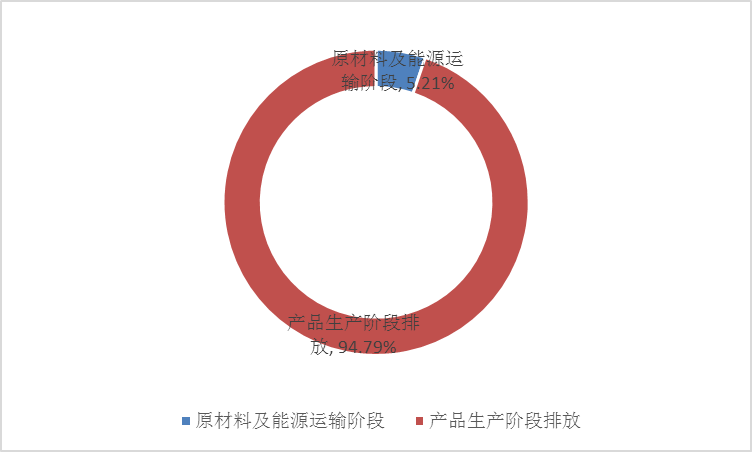 原材料及能源运
输阶段, 5.21%
产品生产阶段排
放, 94.79%
原材料及能源运输阶段 产品生产阶段排放